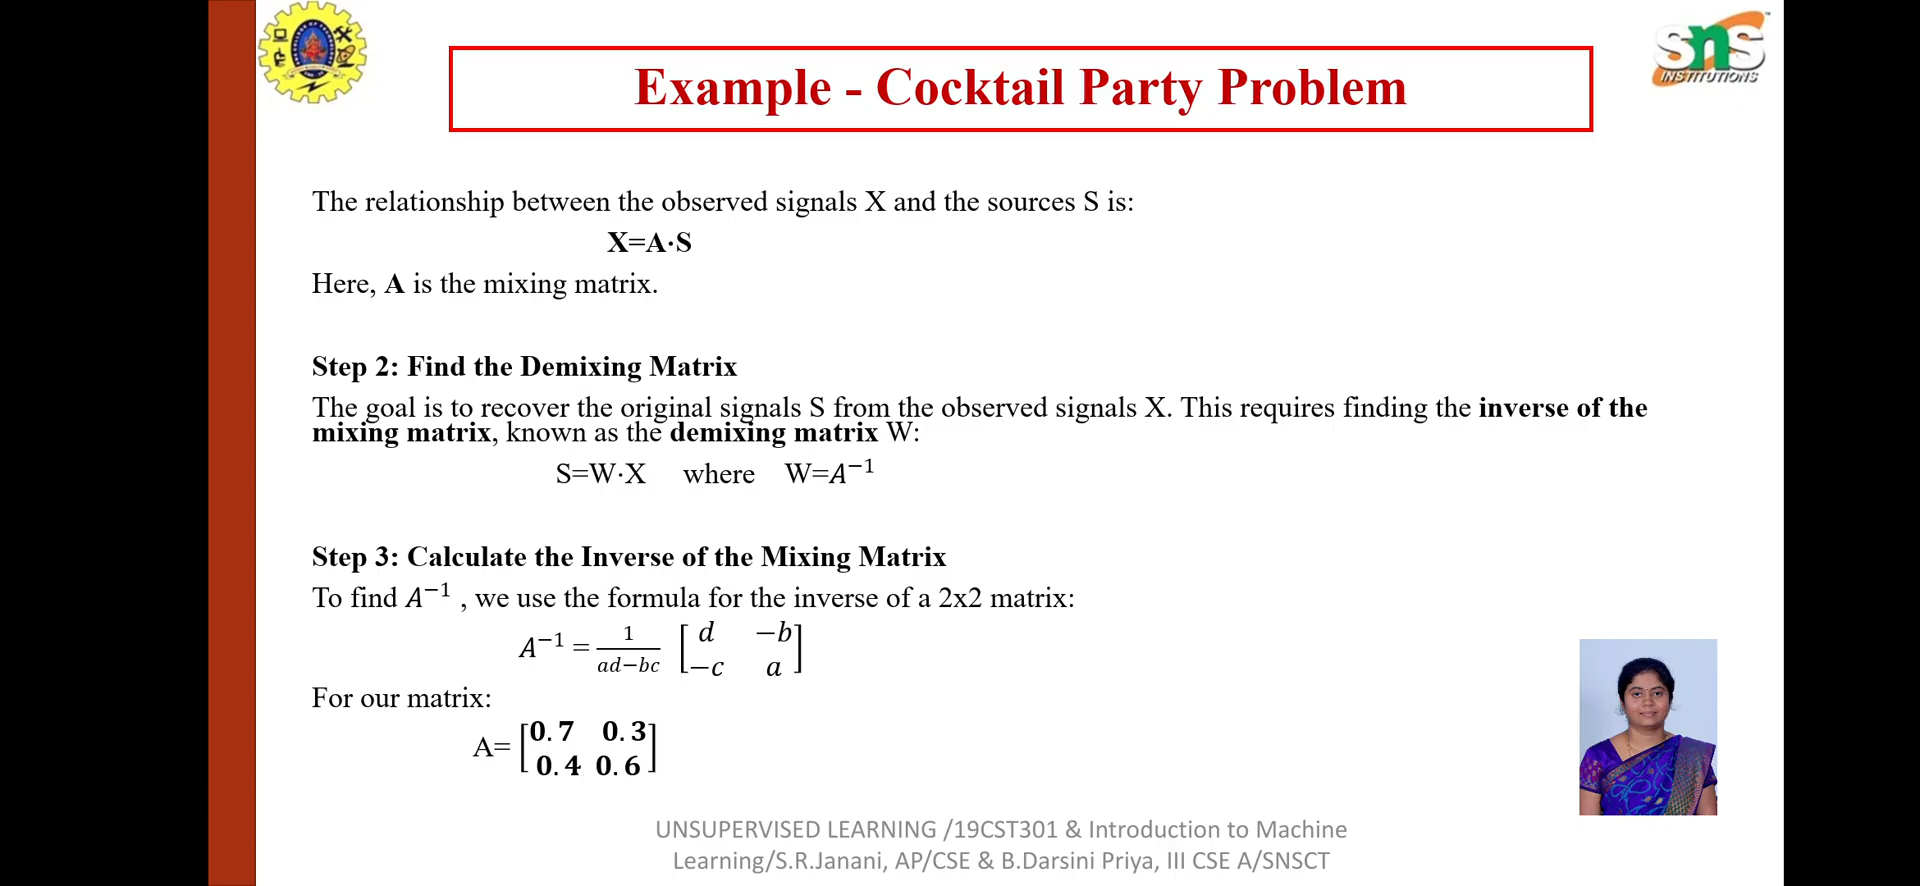 SNS
INSTITUTIONS
Example - Cocktail Party Problem
The relationship between the observed signals X and the sources S is:
X=A·S
Here, A is the mixing matrix.
Step 2: Find the Demixing Matrix
The goal is to recover the original signals S from the observed signals X. This requires finding the inverse of the
mixing matrix, known as the demixing matrix W:
S=W·X where W=A⁻¹
Step 3: Calculate the Inverse of the Mixing Matrix
To find A⁻¹ , we use the formula for the inverse of a 2x2 matrix:
A⁻¹ = 1/(ad−bc) [d −b; −c a]
For our matrix:
A= [0.7 0.3; 0.4 0.6]
UNSUPERVISED LEARNING /19CST301 & Introduction to Machine
Learning/S.R.Janani, AP/CSE & B.Darsini Priya, III CSE A/SNSCT